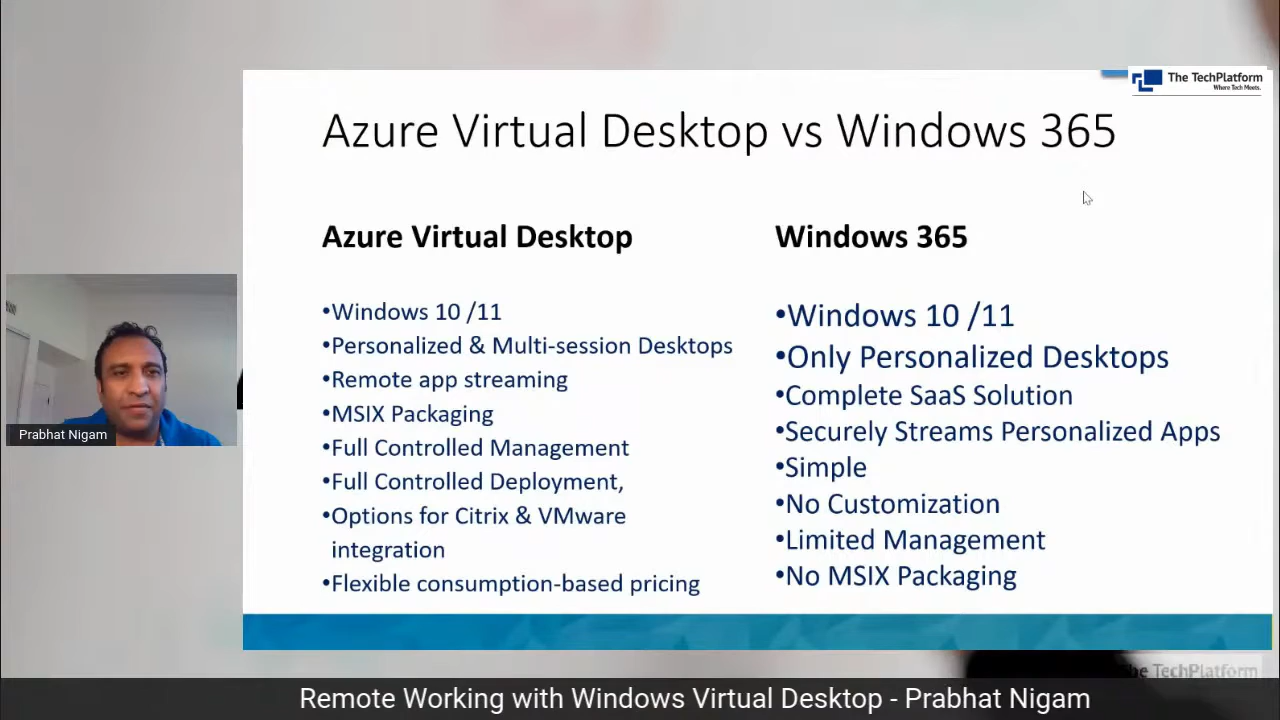 The TechPlatform
Where Tech Meets.
Azure Virtual Desktop vs Windows 365
Azure Virtual Desktop
•Windows 10 /11
•Personalized & Multi-session Desktops
•Remote app streaming
•MSIX Packaging
•Full Controlled Management
•Full Controlled Deployment,
•Options for Citrix & VMware
integration
•Flexible consumption-based pricing
Windows 365
•Windows 10 /11
•Only Personalized Desktops
•Complete SaaS Solution
•Securely Streams Personalized Apps
•Simple
•No Customization
•Limited Management
•No MSIX Packaging
Prabhat Nigam
The TechPlatform
Remote Working with Windows Virtual Desktop - Prabhat Nigam